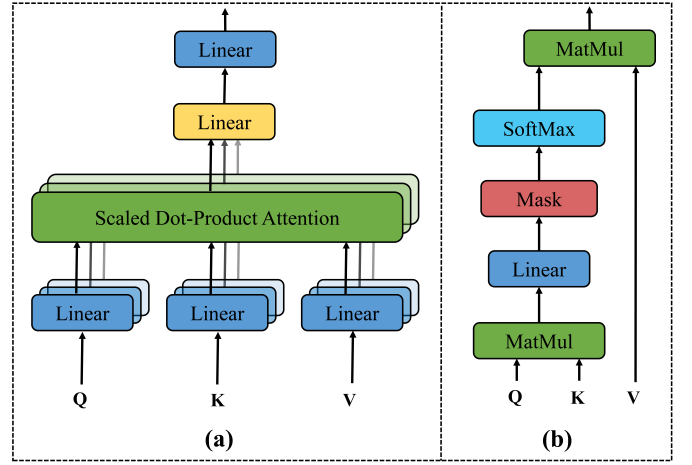 Linear
Linear
Scaled Dot-Product Attention
Linear Linear Linear
Q K V
(a)
MatMul
SoftMax
Mask
Linear
MatMul
Q K V
(b)